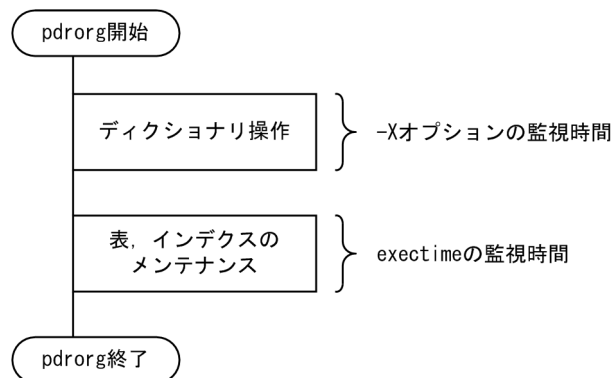 pdrorg開始
ディクショナリ操作
-Xオプションの監視時間
表，インデクスの
メンテナンス
exectimeの監視時間
pdrorg終了